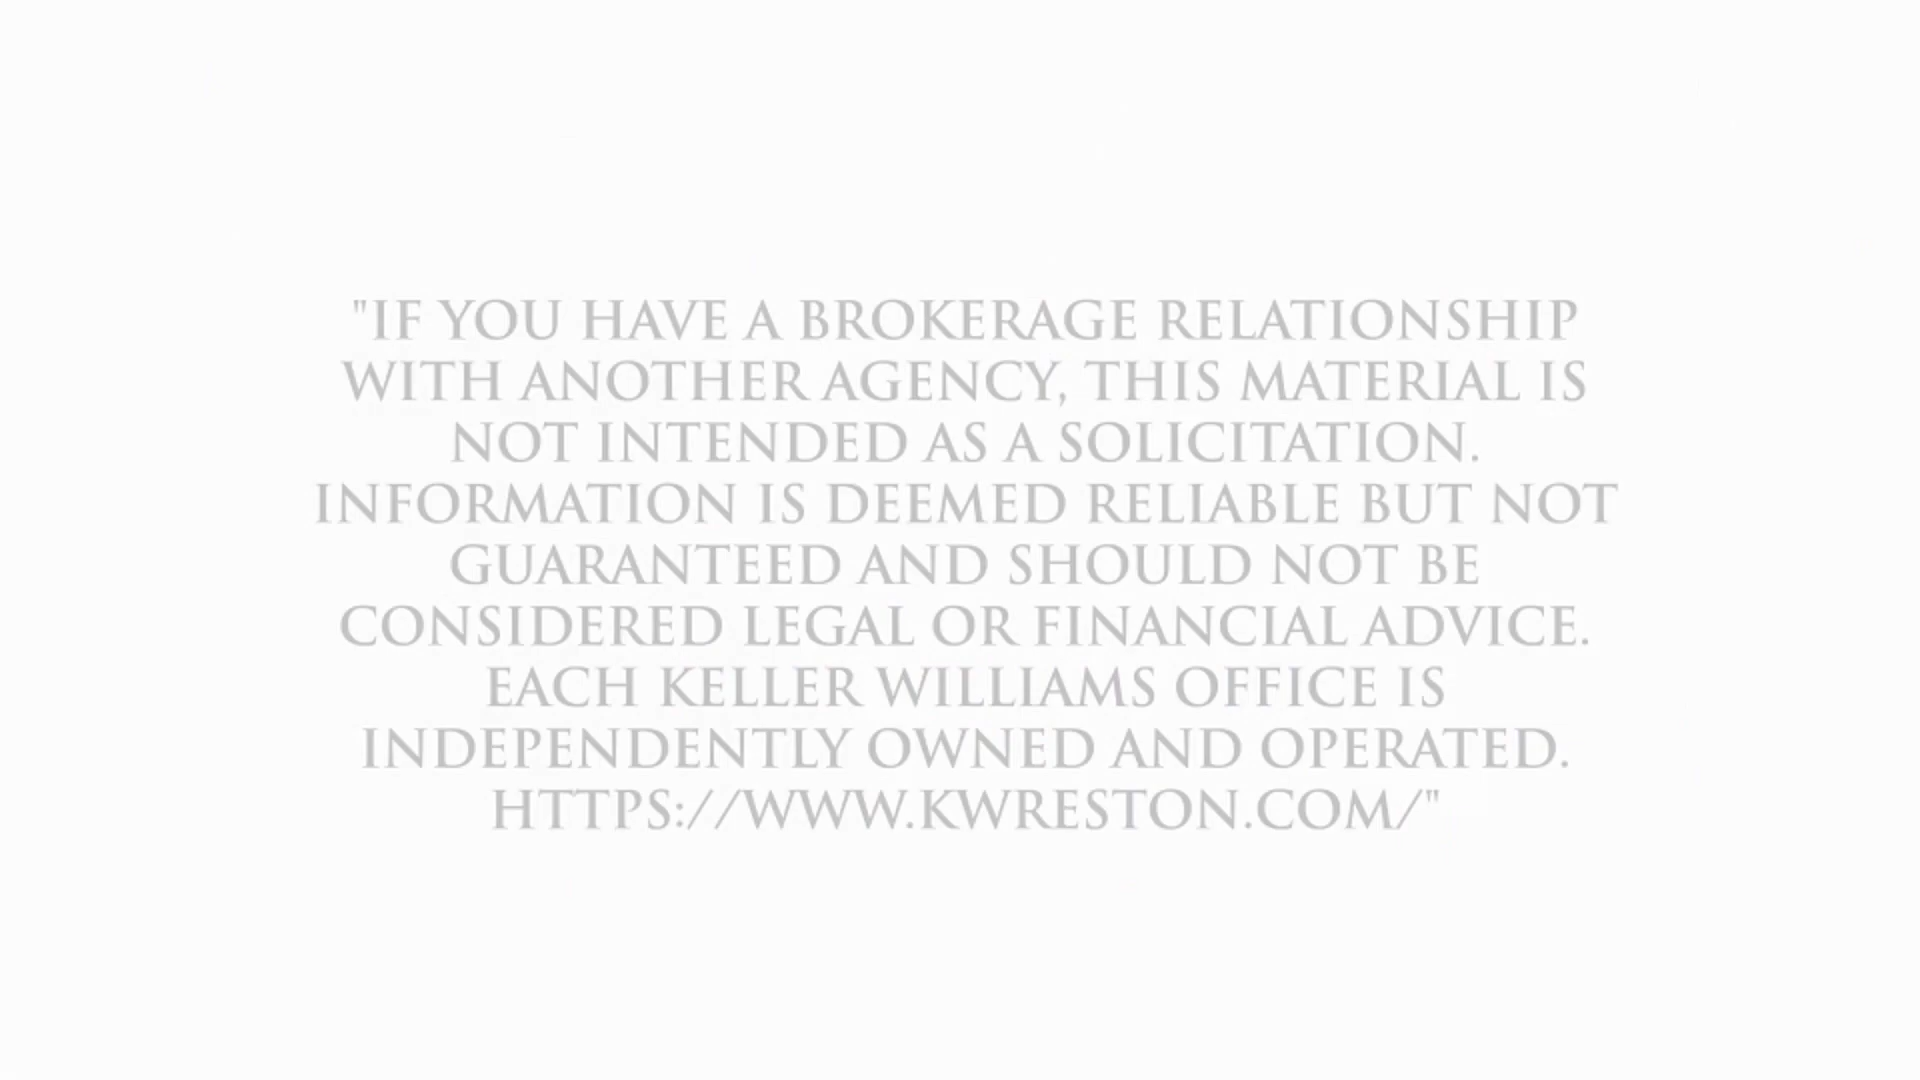 "IF YOU HAVE A BROKERAGE RELATIONSHIP
WITH ANOTHER AGENCY, THIS MATERIAL IS
NOT INTENDED AS A SOLICITATION.
INFORMATION IS DEEMED RELIABLE BUT NOT
GUARANTEED AND SHOULD NOT BE
CONSIDERED LEGAL OR FINANCIAL ADVICE.
EACH KELLER WILLIAMS OFFICE IS
INDEPENDENTLY OWNED AND OPERATED.
HTTPS://WWW.KWRESTON.COM/"